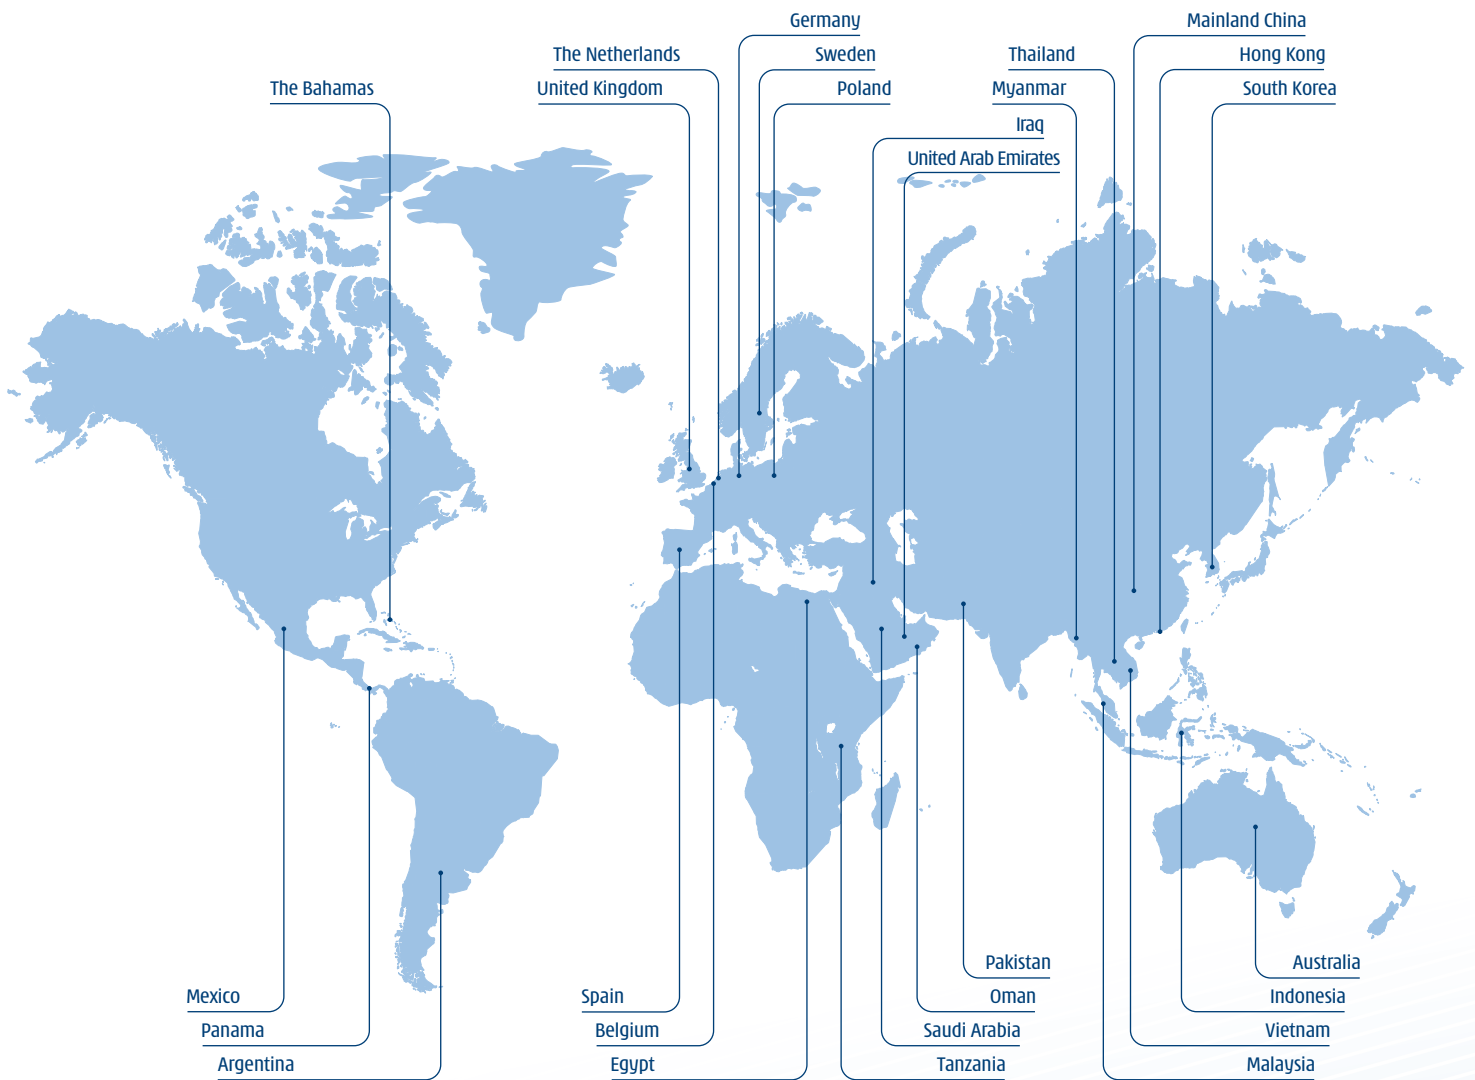 Germany
Mainland China
The Netherlands
Sweden
Thailand
Hong Kong
The Bahamas
United Kingdom
Poland
Myanmar
South Korea
Iraq
United Arab Emirates
Pakistan
Australia
Mexico
Spain
Oman
Indonesia
Panama
Belgium
Saudi Arabia
Vietnam
Argentina
Egypt
Tanzania
Malaysia